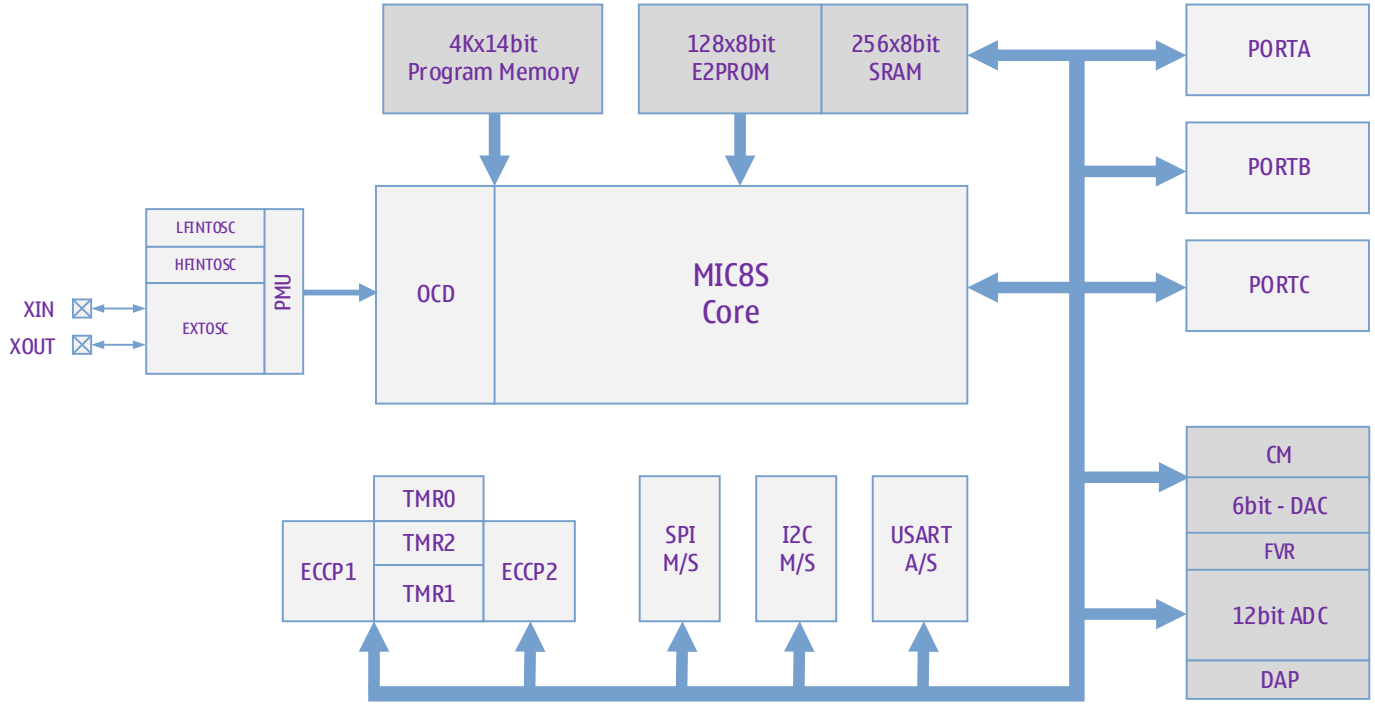 4Kx14bit
Program Memory
128x8bit
E2PROM
256x8bit
SRAM
PORTA
PORTB
PORTC
LFINTOSC
HFINTOSC
EXTOSC
PMU
XIN
XOUT
OCD
MIC8S
Core
CM
6bit - DAC
FVR
12bit ADC
DAP
TMR0
TMR2
TMR1
ECCP1
ECCP2
SPI
M/S
I2C
M/S
USART
A/S